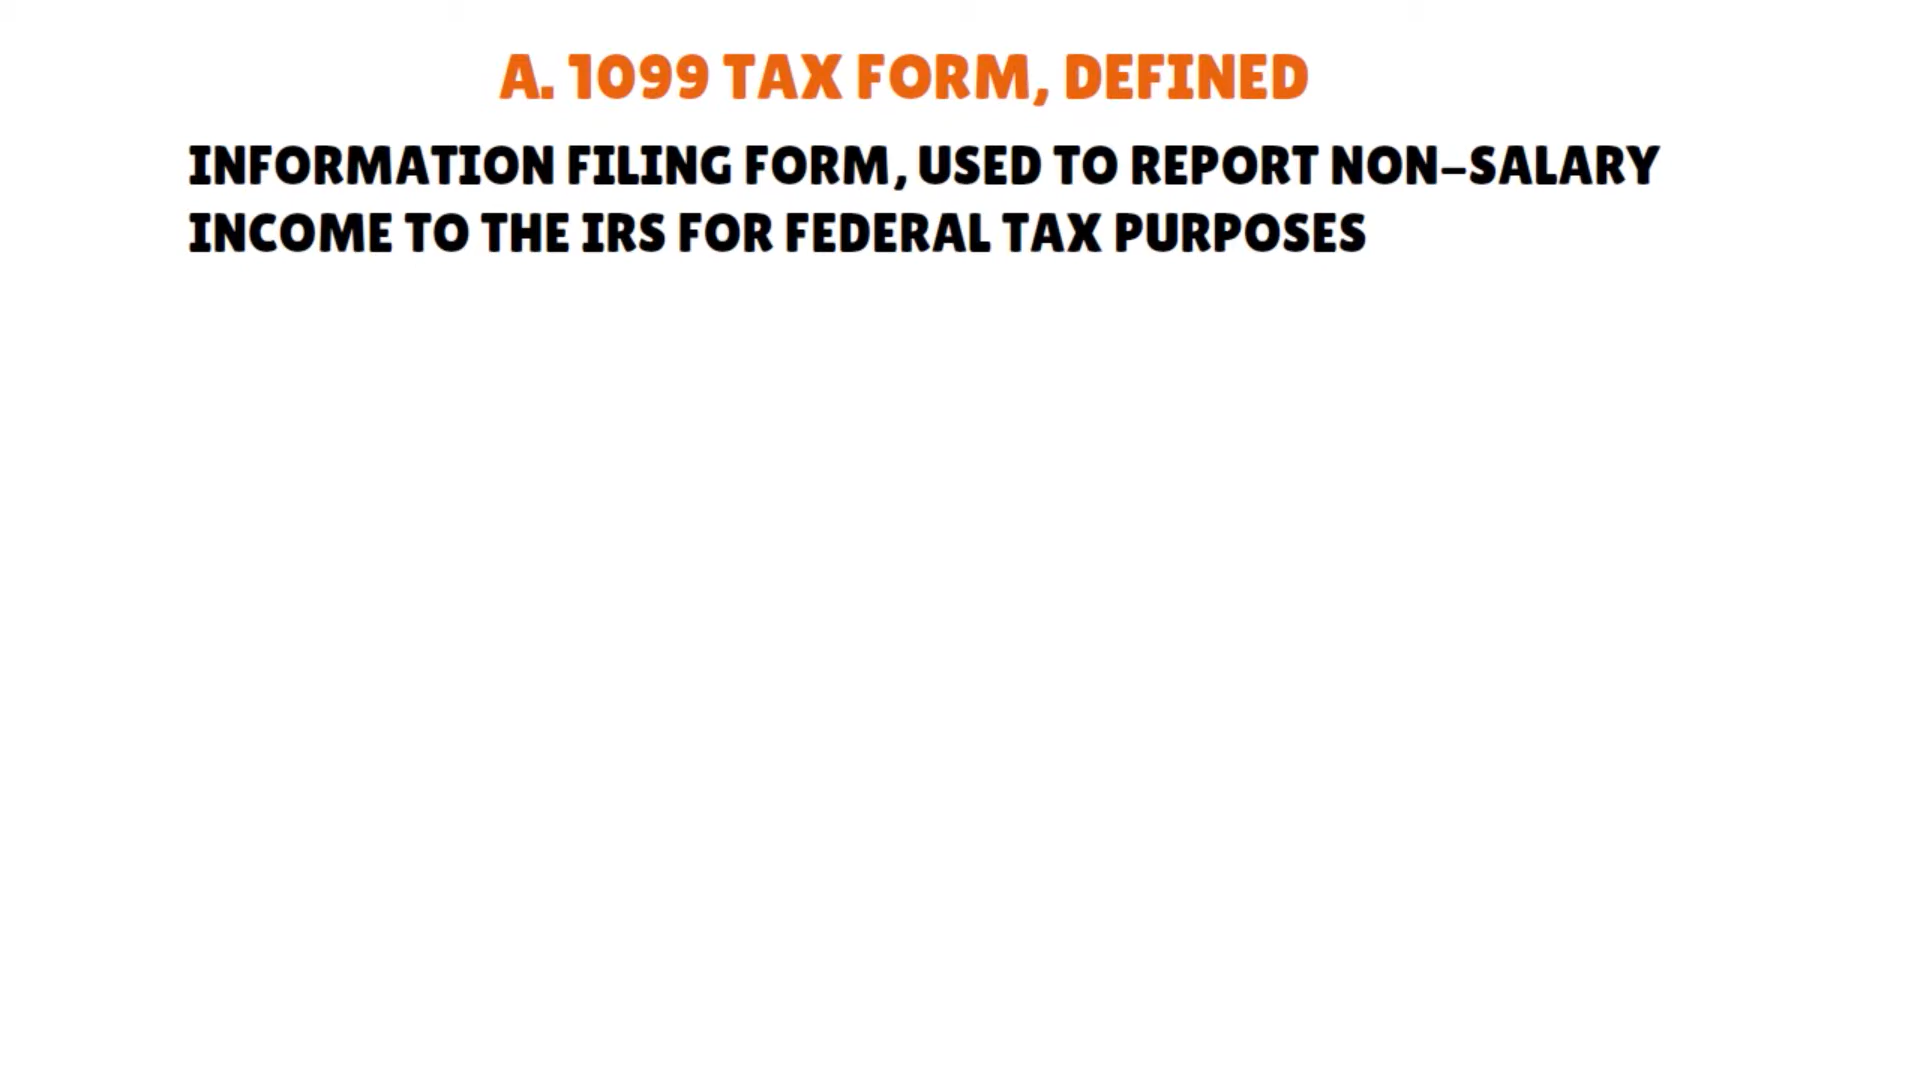 A. 1099 TAX FORM, DEFINED
INFORMATION FILING FORM, USED TO REPORT NON-SALARY
INCOME TO THE IRS FOR FEDERAL TAX PURPOSES